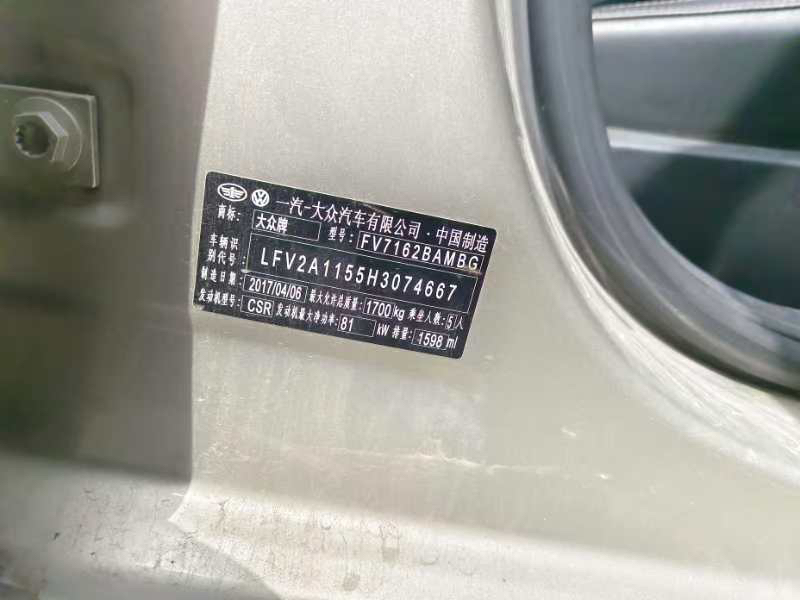 一汽-大众汽车有限公司·中国制造
商标: 大众牌 型号: FV7162BAMBG
车辆识别代号: LFV2A1155H3074667
制造日期 2017/04/06 最大允许总质量: 1700 kg 乘坐人数: 5 人
发动机型号: CSR 发动机最大净功率: 81 kW 排量: 1598 ml